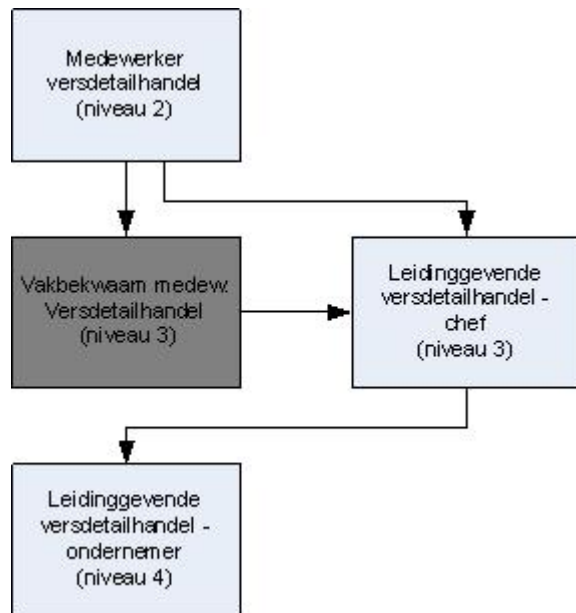 Medewerker
versdetailhandel
(niveau 2)
Vakbekwaam medew.
Versdetailhandel
(niveau 3)
Leidinggevende
versdetailhandel -
chef
(niveau 3)
Leidinggevende
versdetailhandel -
ondernemer
(niveau 4)